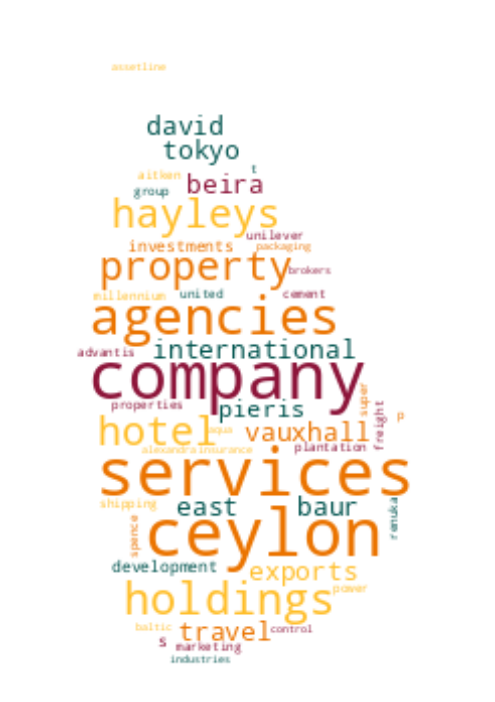 assetline
david
tokyo
t
aitken
beira
group
hayleys
unilever
investments packaging
property
brokers
millennium united cement
agencies
advantis international
company
super
properties pieris
freight
p
hotel aqua vauxhall
alexandra insurance plantation
services
shipping east baur
renuka
spence
ceylon
development exports
holdings power
baltic travel control
s marketing
industries